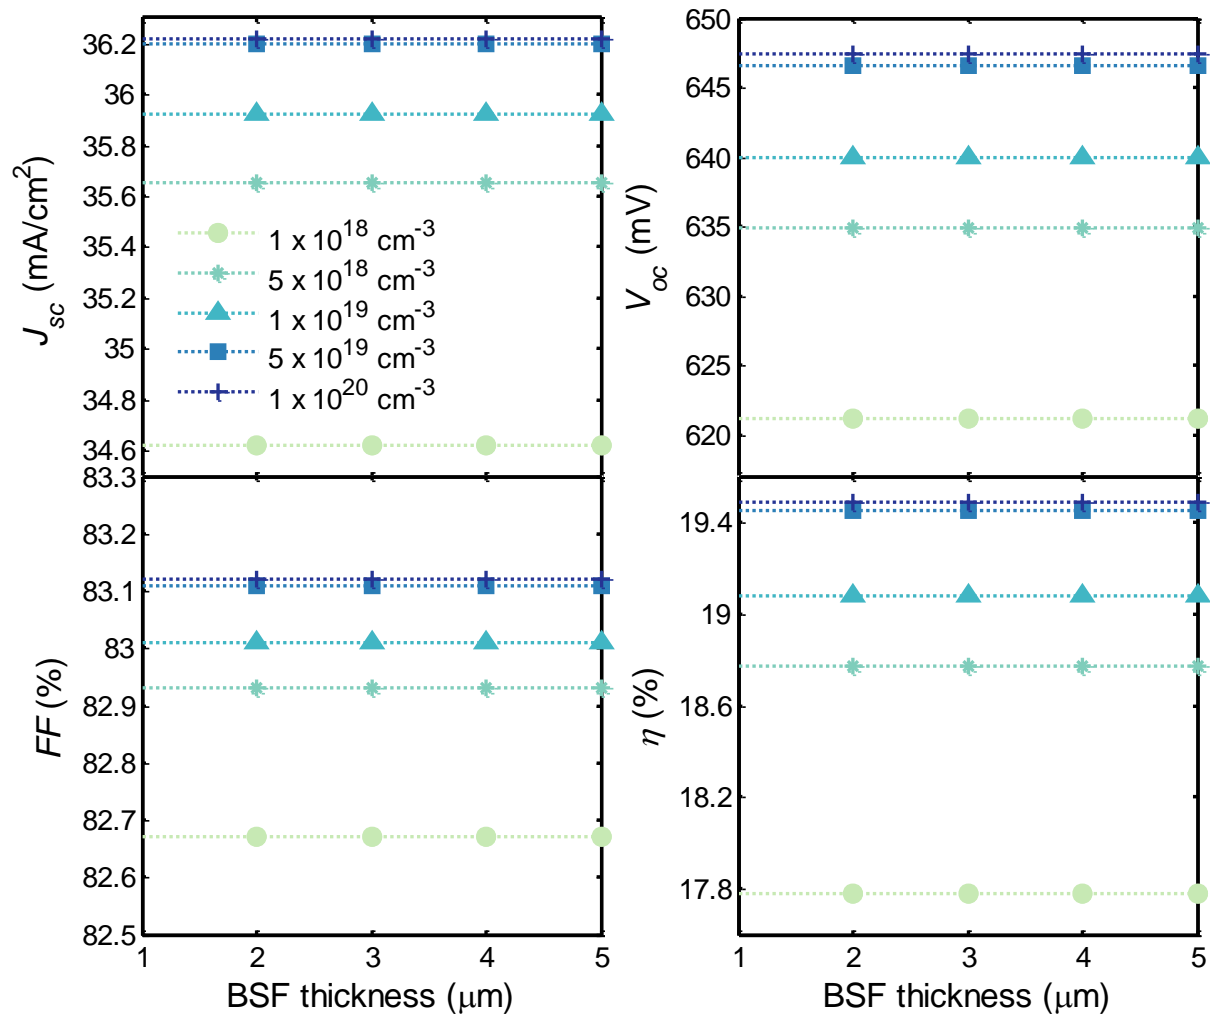 36.2
36
35.8
35.6
35.4
35.2
35
34.8
34.6
J_sc (mA/cm²)
1 x 10^18 cm^-3
5 x 10^18 cm^-3
1 x 10^19 cm^-3
5 x 10^19 cm^-3
1 x 10^20 cm^-3
650
645
640
635
630
625
620
V_oc (mV)
83.3
83.2
83.1
83
82.9
82.8
82.7
82.6
82.5
FF (%)
1 2 3 4 5
BSF thickness (μm)
19.4
19
18.6
18.2
17.8
η (%)
1 2 3 4 5
BSF thickness (μm)